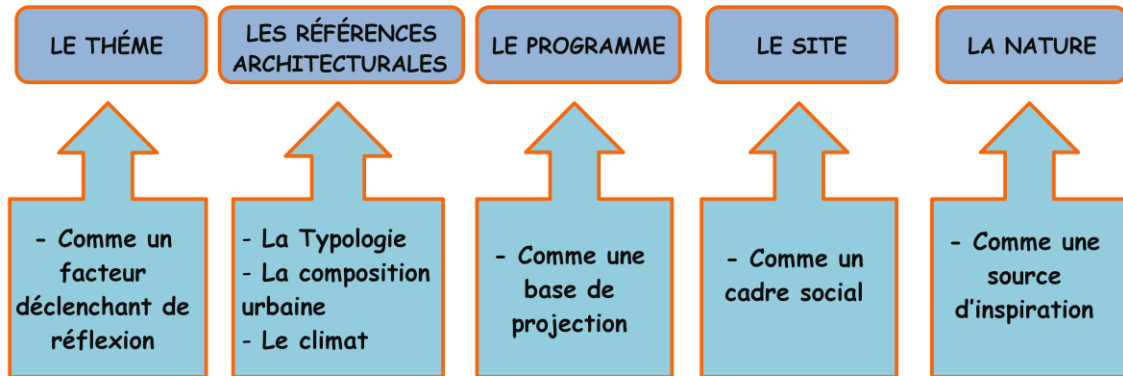 LE THÉME
LES RÉFÉRENCES
ARCHITECTURALES
LE PROGRAMME
LE SITE
LA NATURE
- Comme un
facteur
déclenchant de
réflexion
- La Typologie
- La composition
urbaine
- Le climat
- Comme une
base de
projection
- Comme un
cadre social
- Comme une
source
d'inspiration